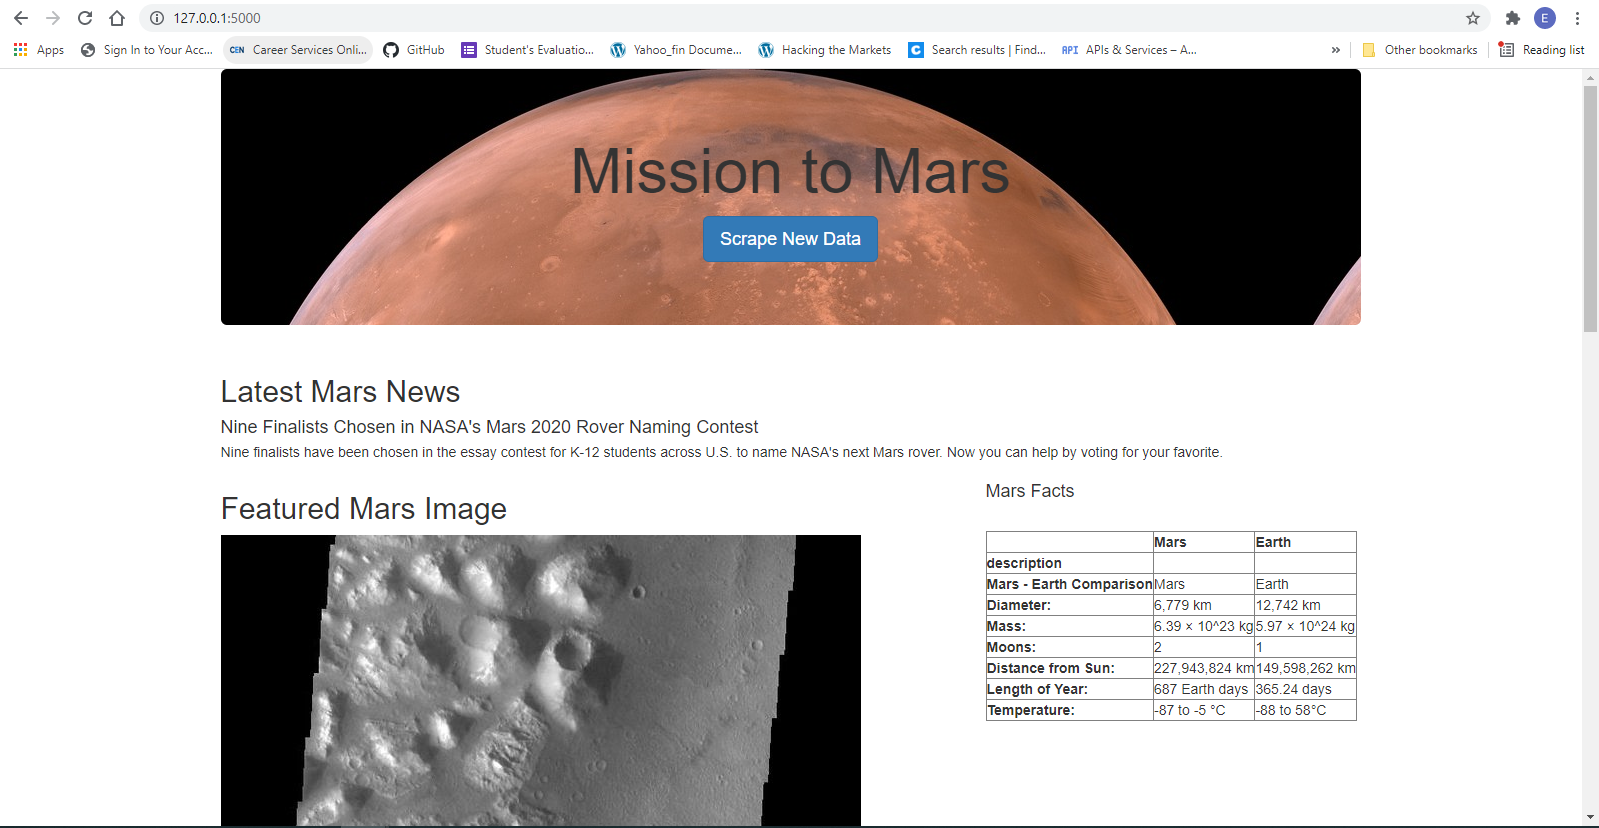 127.0.0.1:5000
E
Apps
Sign In to Your Acc...
CEN Career Services Onli...
GitHub
Student's Evaluatio...
Yahoo_fin Docume...
Hacking the Markets
C Search results | Find...
API APIs & Services – A...
»
Other bookmarks
Reading list
Mission to Mars
Scrape New Data
Latest Mars News
Nine Finalists Chosen in NASA's Mars 2020 Rover Naming Contest
Nine finalists have been chosen in the essay contest for K-12 students across U.S. to name NASA's next Mars rover. Now you can help by voting for your favorite.
Featured Mars Image
Mars Facts
Mars Earth
description
Mars - Earth Comparison Mars Earth
Diameter: 6,779 km 12,742 km
Mass: 6.39 × 10^23 kg 5.97 × 10^24 kg
Moons: 2 1
Distance from Sun: 227,943,824 km 149,598,262 km
Length of Year: 687 Earth days 365.24 days
Temperature: -87 to -5 °C -88 to 58°C